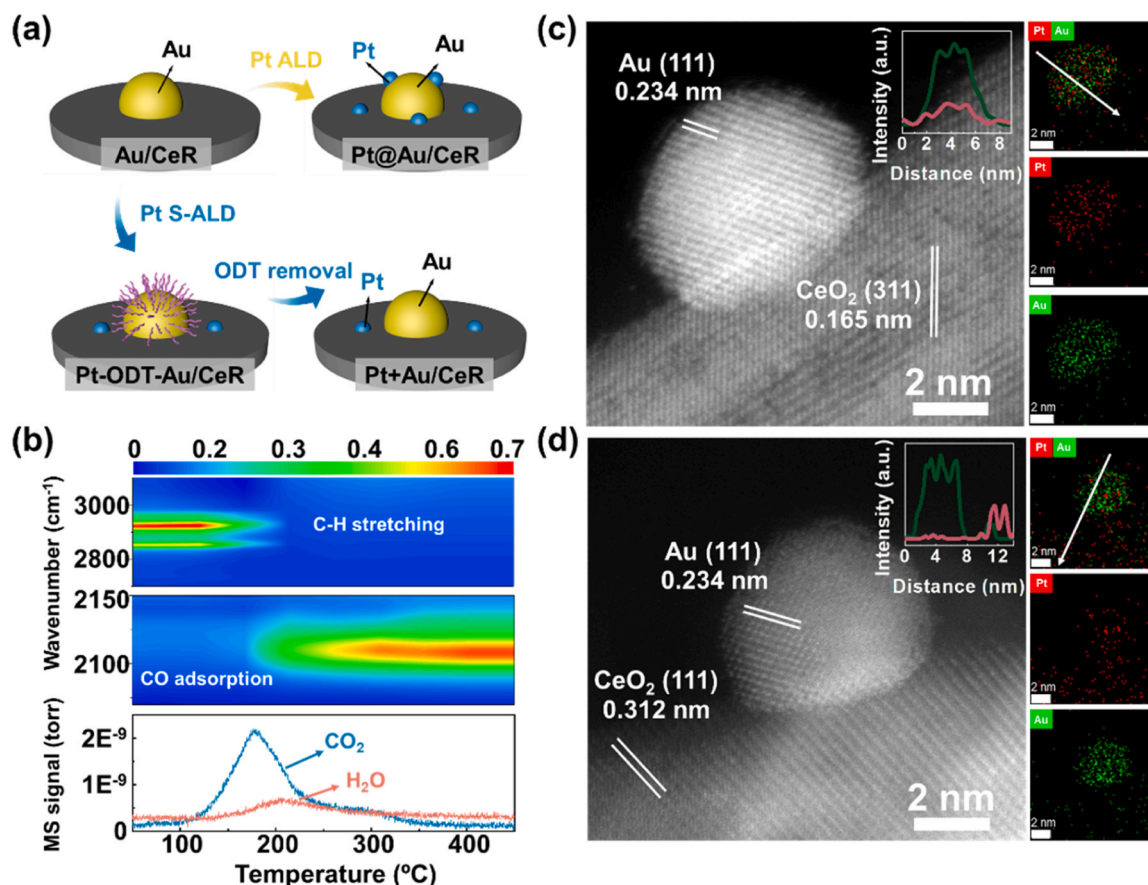 (a)
Au
Pt ALD
Pt
Au
Au/CeR
Pt@Au/CeR
Pt S-ALD
ODT removal
Pt
Au
Pt-ODT-Au/CeR
Pt+Au/CeR
(b)
0 0.2 0.3 0.4 0.6 0.7
Wavenumber (cm⁻¹)
3000
2800
C-H stretching
2150
2100
CO adsorption
MS signal (torr)
2E⁻⁹
1E⁻⁹
0
CO₂
H₂O
100 200 300 400
Temperature (ºC)
(c)
Au (111)
0.234 nm
CeO₂ (311)
0.165 nm
2 nm
Intensity (a.u.)
0 2 4 6 8
Distance (nm)
Pt Au
2 nm
Pt
2 nm
Au
2 nm
(d)
Au (111)
0.234 nm
CeO₂ (111)
0.312 nm
2 nm
Intensity (a.u.)
0 4 8 12
Distance (nm)
Pt Au
2 nm
Pt
2 nm
Au
2 nm